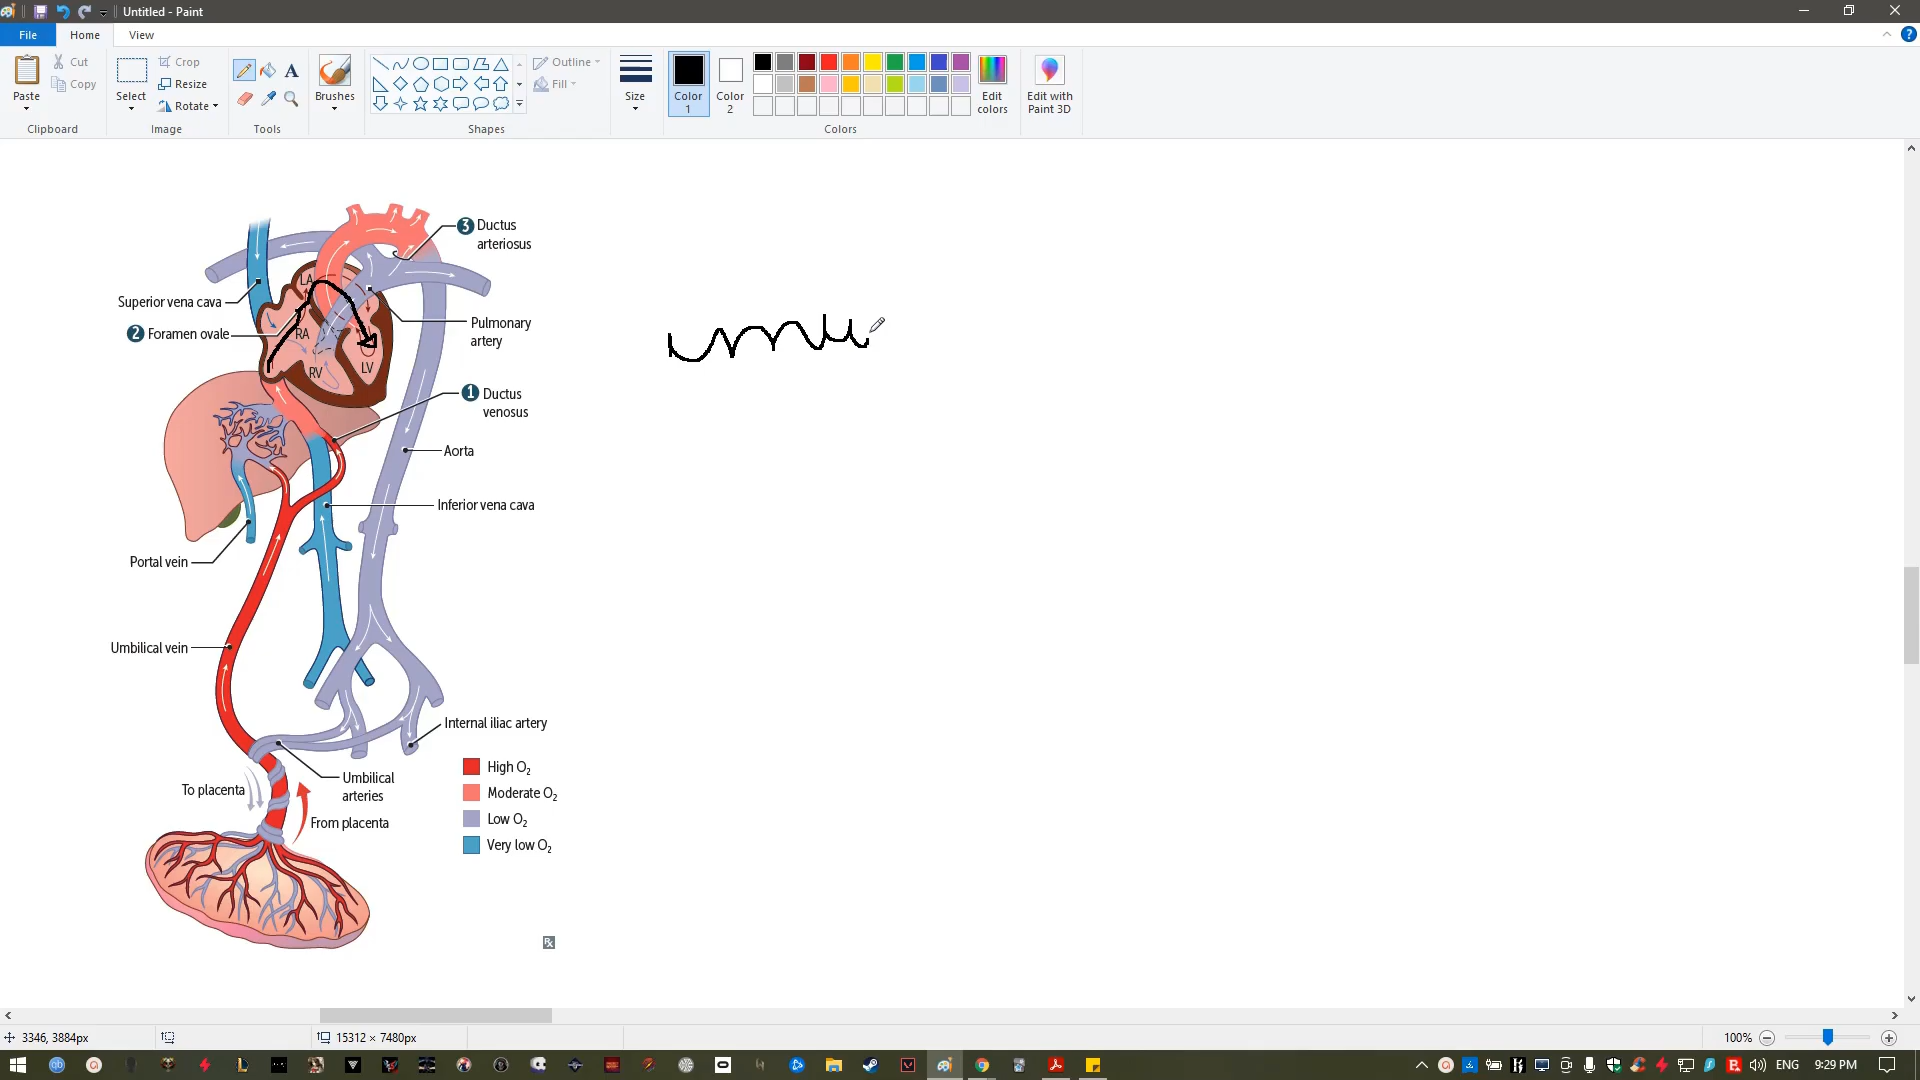 Untitled - Paint
File
Home
View
Paste
Cut
Copy
Clipboard
Select
Crop
Resize
Rotate
Image
Tools
Brushes
Shapes
Outline
Fill
Size
Color 1
Color 2
Colors
Edit colors
Edit with Paint 3D
3 Ductus arteriosus
LA
Superior vena cava
2 Foramen ovale
RA
Pulmonary artery
RV
LV
1 Ductus venosus
Aorta
Inferior vena cava
Portal vein
Umbilical vein
Internal iliac artery
High O₂
Moderate O₂
Low O₂
Very low O₂
Umbilical arteries
To placenta
From placenta
Rx
3346, 3884px
15312 × 7480px
100%
ENG
9:29 PM